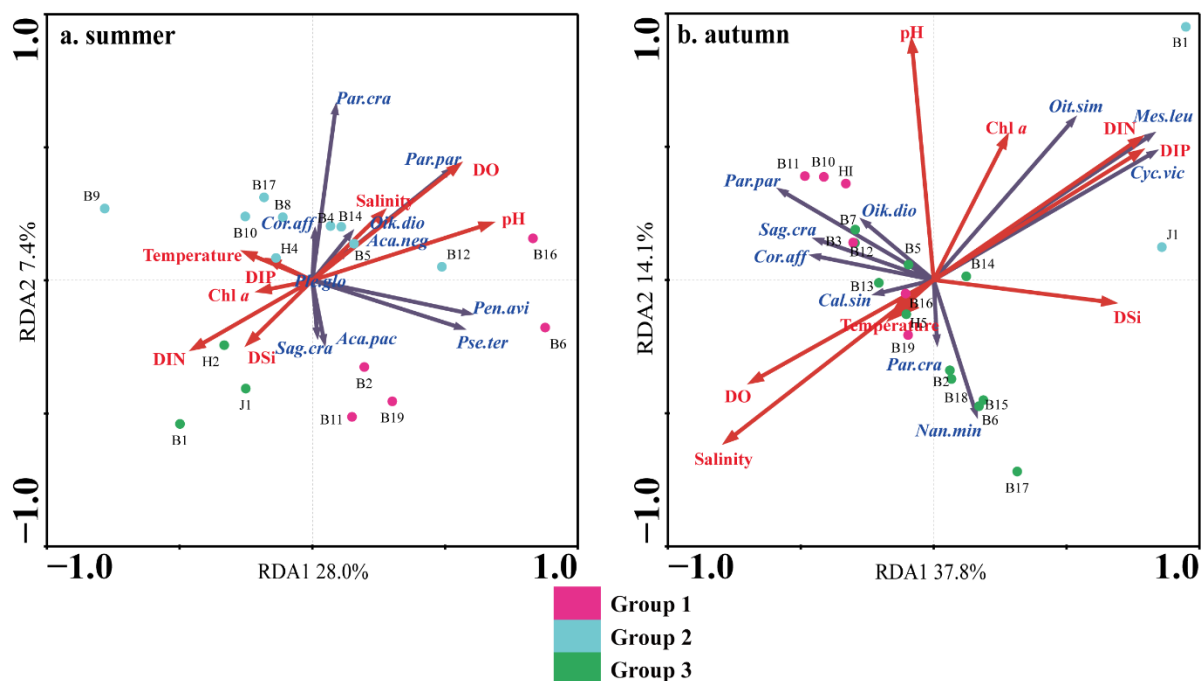 a. summer
1.0
−1.0
RDA2 7.4%
Par.cra
Par.par
DO
Salinity
pH
B17
B9
B8
B4
B14
Cor.aff
Oik.dio
B10
Aca.neg
B16
Temperature
H4
B5
B12
DIP
Chl a
Pen.avi
Pse.ter
B6
DIN
DSi
Sag.cra
Aca.pac
H2
B2
J1
B11
B19
B1
−1.0
RDA1 28.0%
1.0
b. autumn
1.0
−1.0
RDA2 14.1%
pH
B1
Oit.sim
Mes.leu
Chl a
DIN
DIP
B11
B10
HI
Cyc.vic
Par.par
B7
Oik.dio
Sag.cra
B3
J1
B12
B5
Cor.aff
B14
B13
Cal.sin
B16
DSi
Temperature
H5
B19
Par.cra
B2
DO
B18
B15
B6
Nan.min
Salinity
B17
−1.0
RDA1 37.8%
1.0
Group 1
Group 2
Group 3